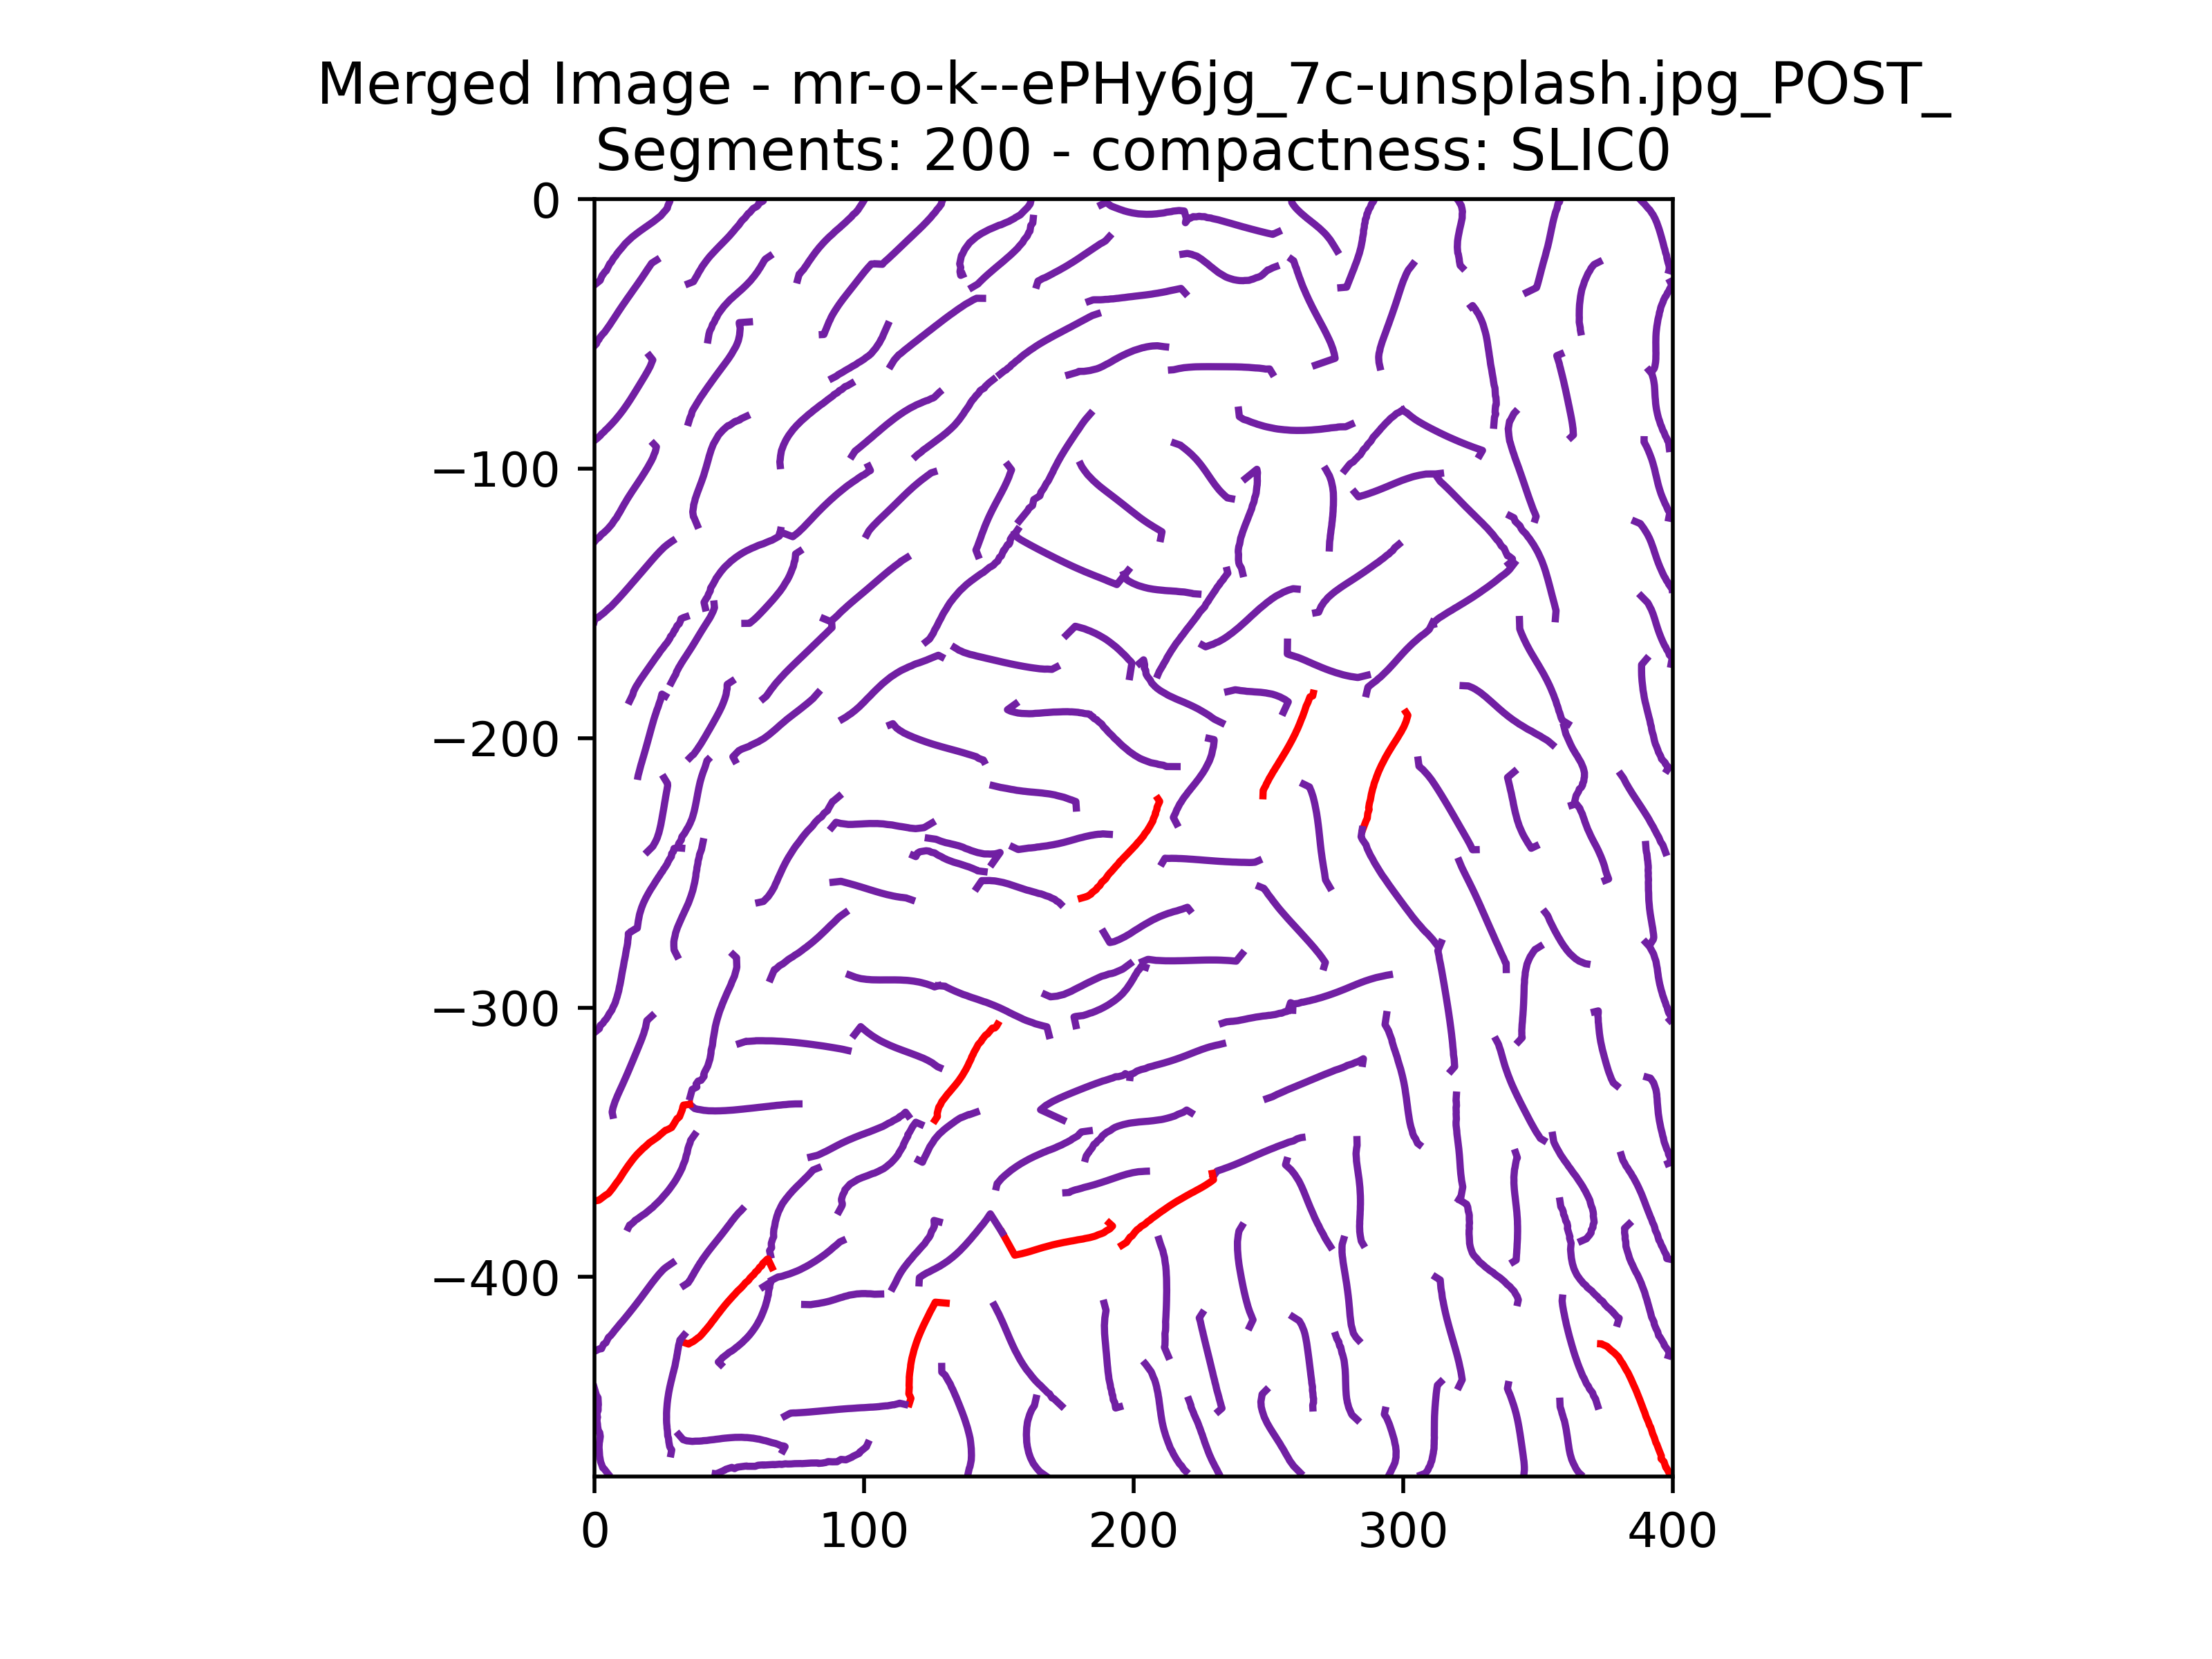 Merged Image - mr-o-k--ePHy6jg_7c-unsplash.jpg_POST_
Segments: 200 - compactness: SLIC0
0
−100
−200
−300
−400
0 100 200 300 400